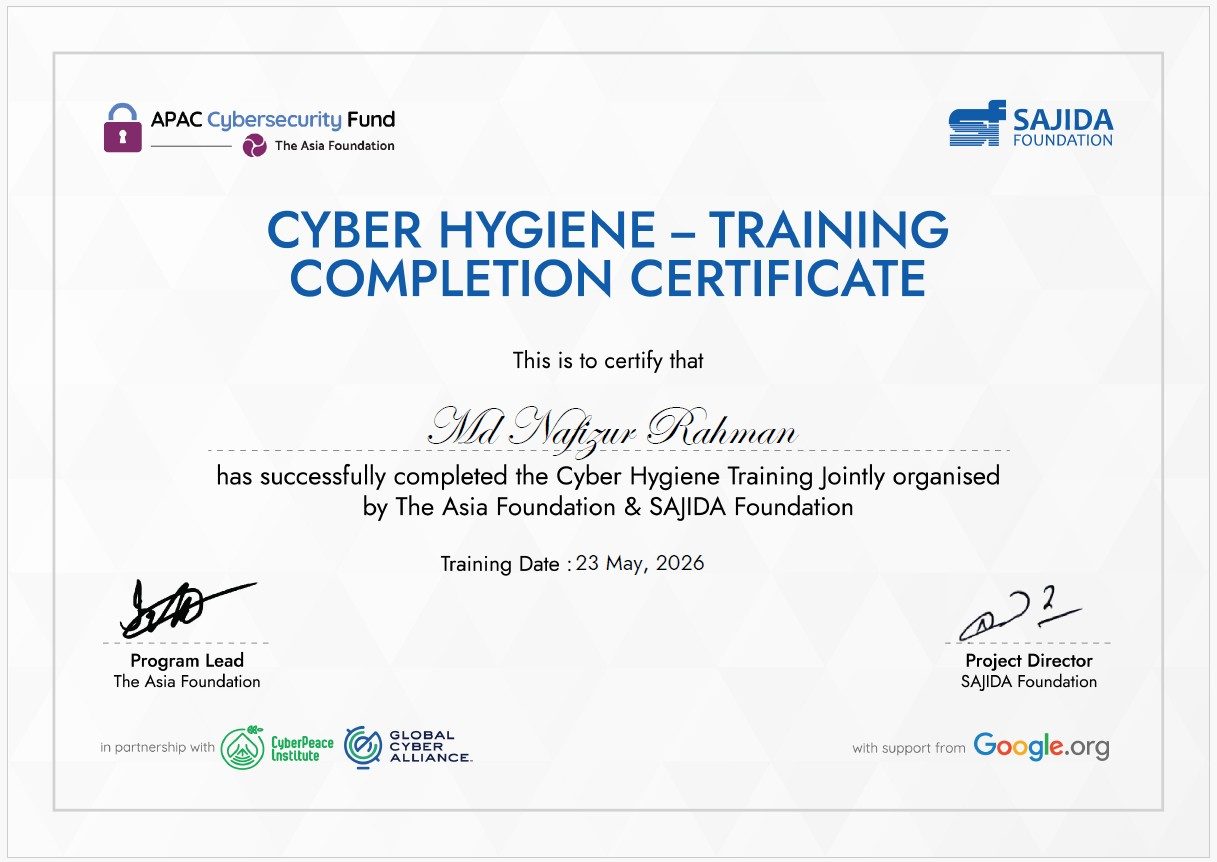 APAC Cybersecurity Fund
The Asia Foundation
SAJIDA
FOUNDATION
CYBER HYGIENE – TRAINING
COMPLETION CERTIFICATE
This is to certify that
Md Nafizur Rahman
has successfully completed the Cyber Hygiene Training Jointly organised
by The Asia Foundation & SAJIDA Foundation
Training Date : 23 May, 2026
Program Lead
The Asia Foundation
Project Director
SAJIDA Foundation
in partnership with
CyberPeace
Institute
GLOBAL
CYBER
ALLIANCE
with support from Google.org